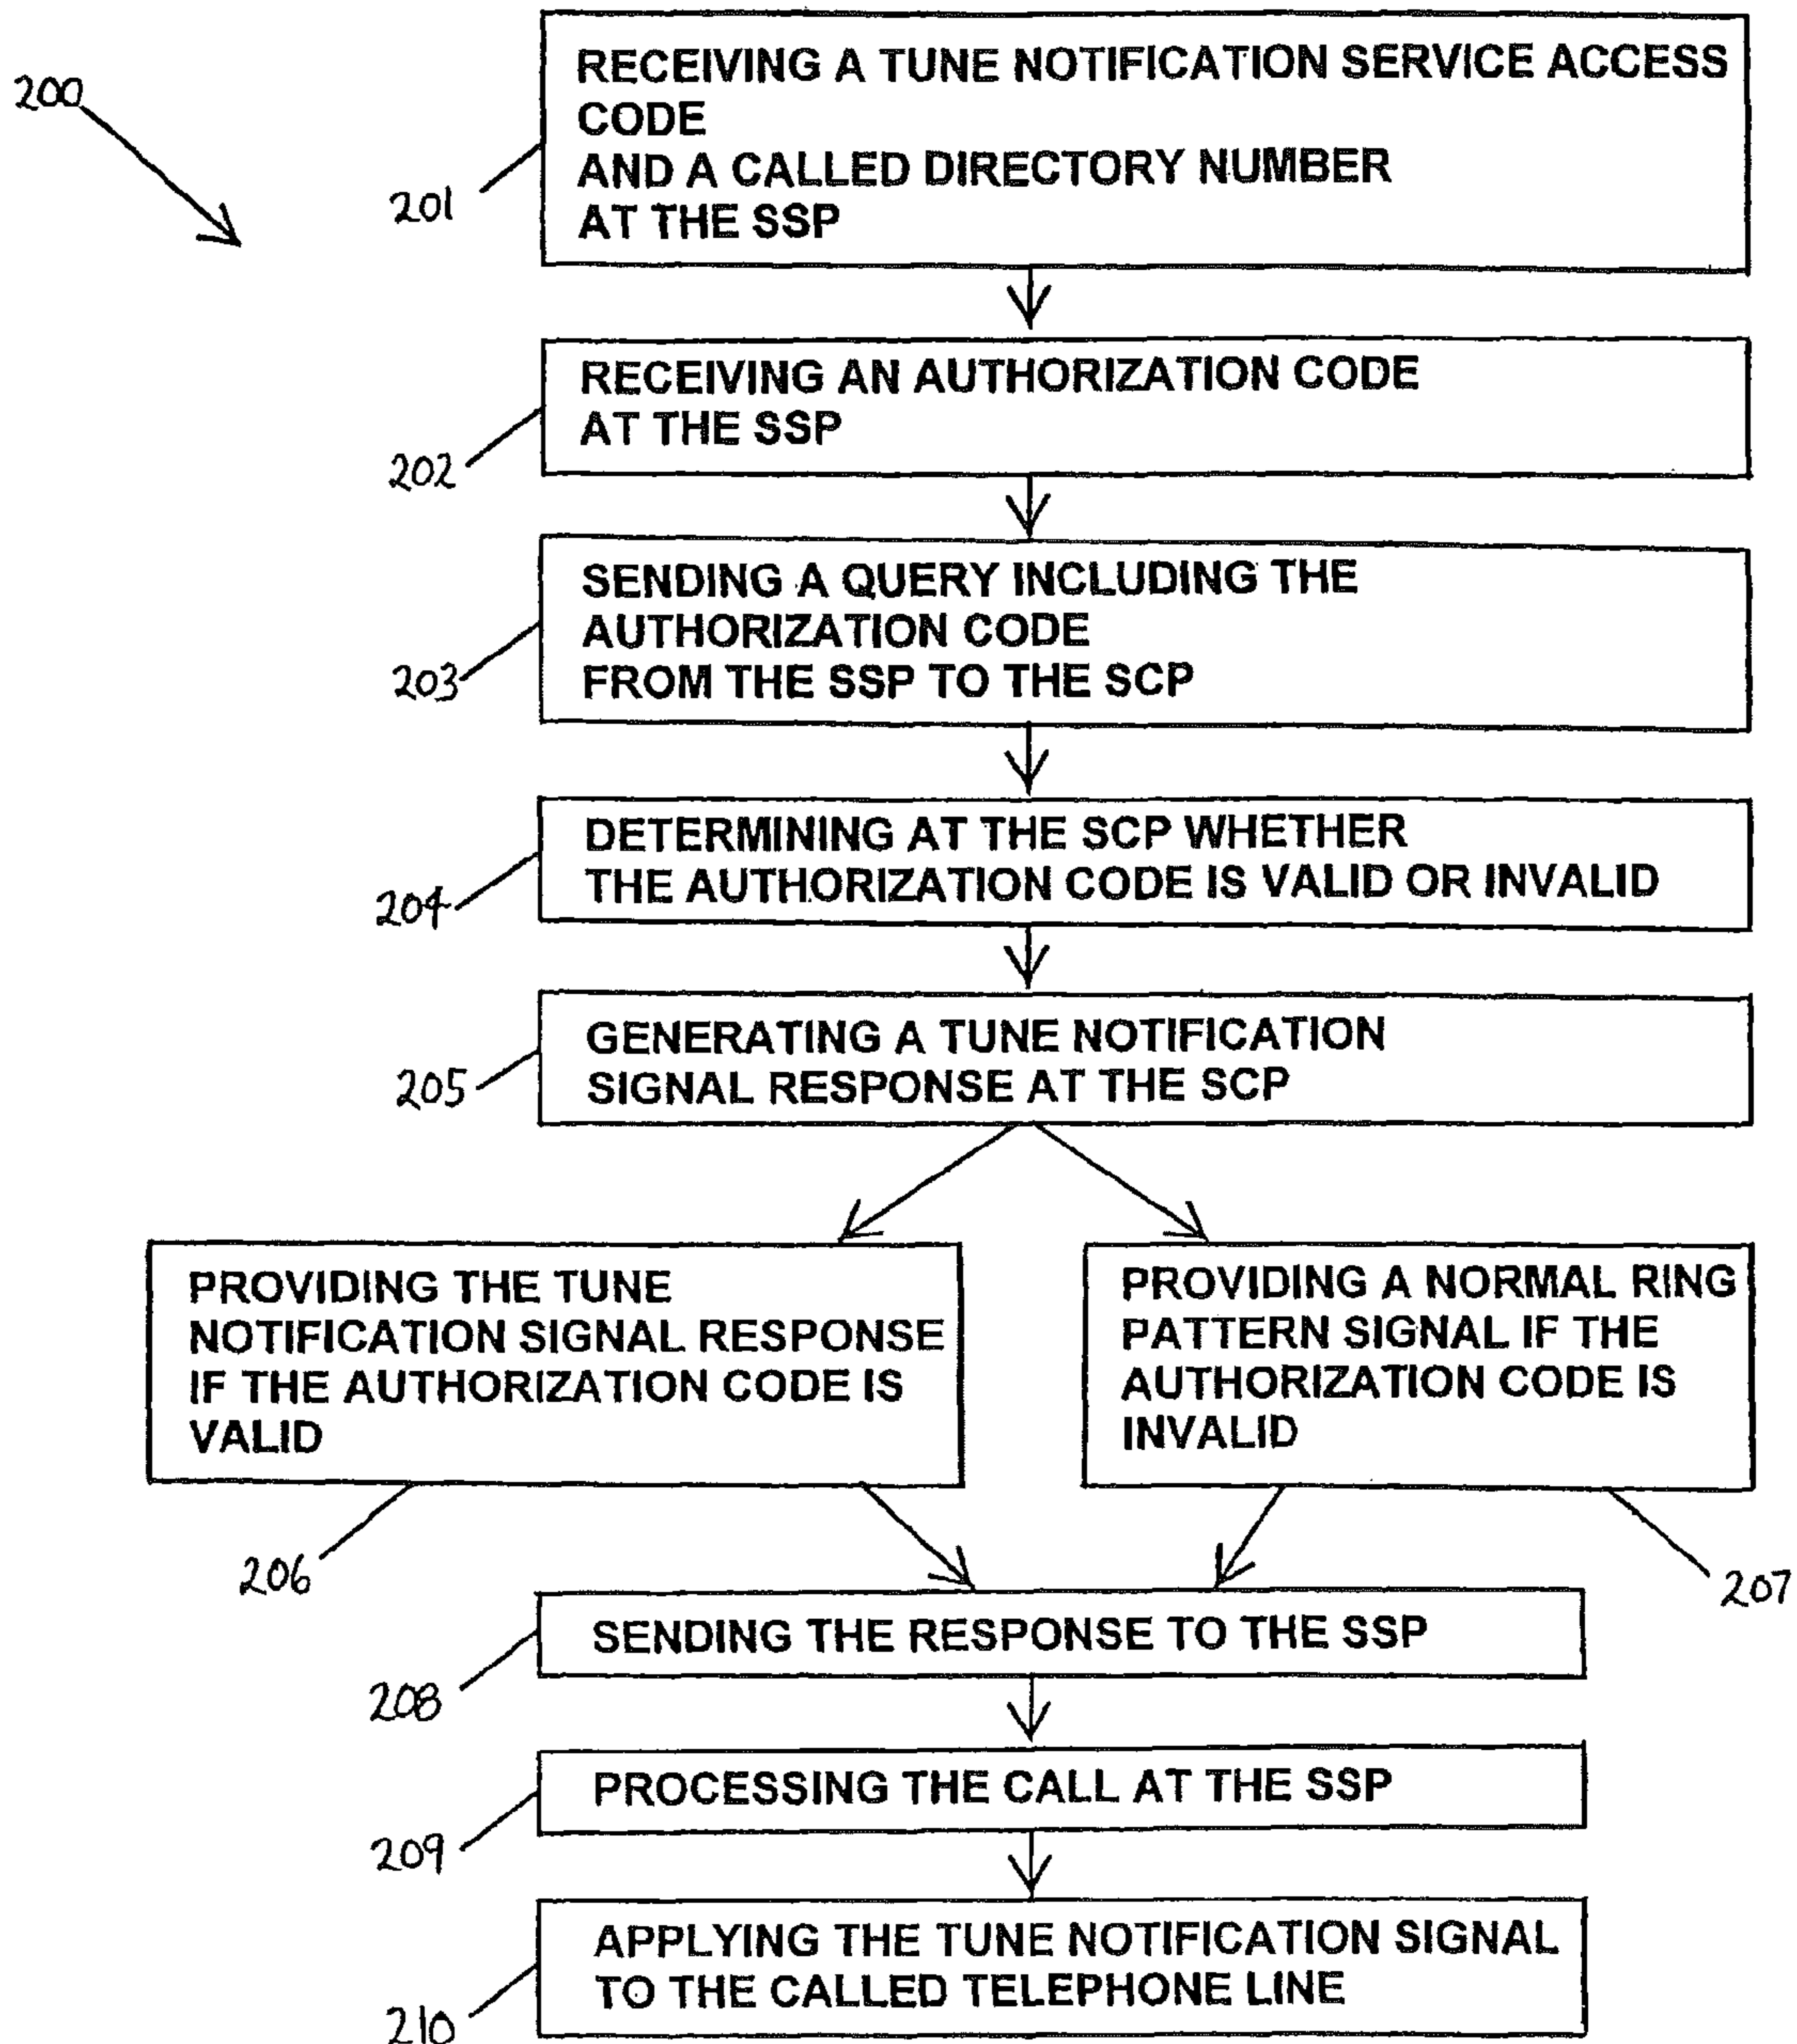 200
RECEIVING A TUNE NOTIFICATION SERVICE ACCESS
CODE
AND A CALLED DIRECTORY NUMBER
AT THE SSP
201
RECEIVING AN AUTHORIZATION CODE
AT THE SSP
202
SENDING A QUERY INCLUDING THE
AUTHORIZATION CODE
FROM THE SSP TO THE SCP
203
DETERMINING AT THE SCP WHETHER
THE AUTHORIZATION CODE IS VALID OR INVALID
204
GENERATING A TUNE NOTIFICATION
SIGNAL RESPONSE AT THE SCP
205
PROVIDING THE TUNE
NOTIFICATION SIGNAL RESPONSE
IF THE AUTHORIZATION CODE IS
VALID
206
PROVIDING A NORMAL RING
PATTERN SIGNAL IF THE
AUTHORIZATION CODE IS
INVALID
207
SENDING THE RESPONSE TO THE SSP
208
PROCESSING THE CALL AT THE SSP
209
APPLYING THE TUNE NOTIFICATION SIGNAL
TO THE CALLED TELEPHONE LINE
210